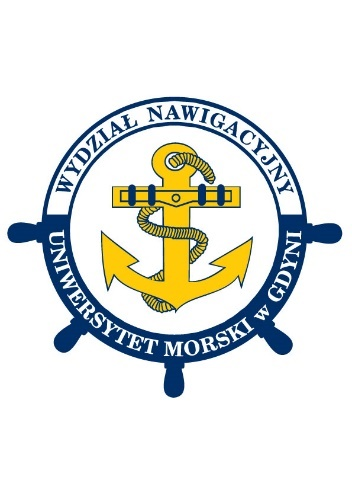 WYDZIAŁ NAWIGACYJNY
UNIWERSYTET MORSKI w GDYNI